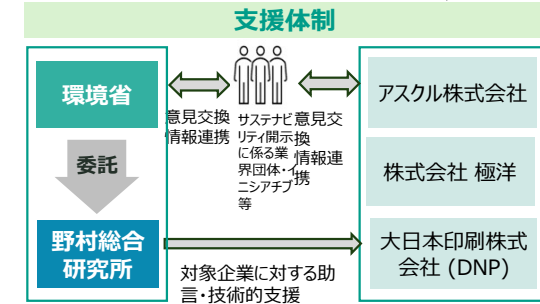 支援体制
環境省
委託
野村総合
研究所
意見交換
情報連携
サステナビ
リティ開示
に係る業
界団体・イ
ニシアチブ
等
意見交
換
情報連
携
対象企業に対する助
言・技術的支援
アスクル株式会社
株式会社 極洋
大日本印刷株式
会社 (DNP)